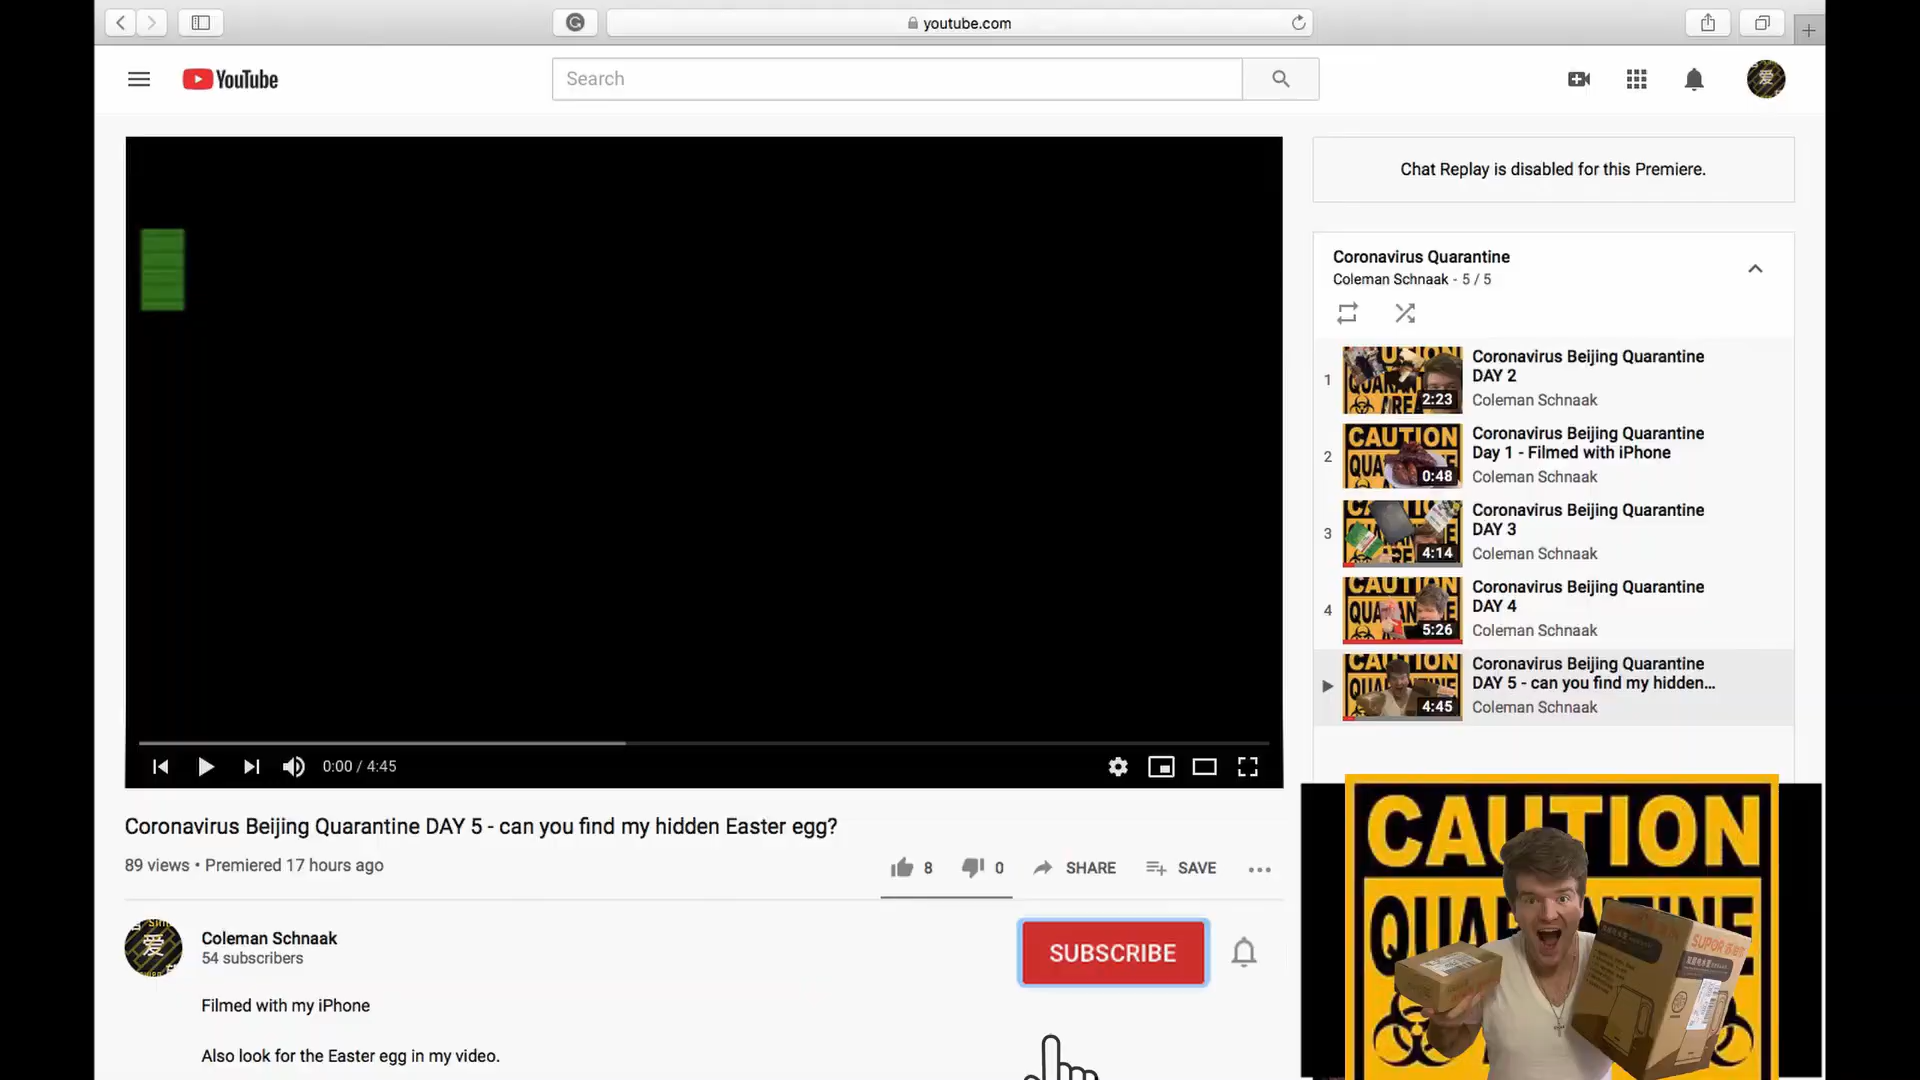 youtube.com
YouTube
Search
Chat Replay is disabled for this Premiere.
Coronavirus Quarantine
Coleman Schnaak - 5 / 5
1
2:23
Coronavirus Beijing Quarantine
DAY 2
Coleman Schnaak
2
CAUTION
0:48
Coronavirus Beijing Quarantine
Day 1 - Filmed with iPhone
Coleman Schnaak
3
4:14
Coronavirus Beijing Quarantine
DAY 3
Coleman Schnaak
4
5:26
Coronavirus Beijing Quarantine
DAY 4
Coleman Schnaak
4:45
Coronavirus Beijing Quarantine
DAY 5 - can you find my hidden...
Coleman Schnaak
0:00 / 4:45
Coronavirus Beijing Quarantine DAY 5 - can you find my hidden Easter egg?
89 views • Premiered 17 hours ago
8
0
SHARE
SAVE
爱
Coleman Schnaak
54 subscribers
SUBSCRIBE
Filmed with my iPhone
Also look for the Easter egg in my video.
CAUTION
QUARANTINE
SUPOR